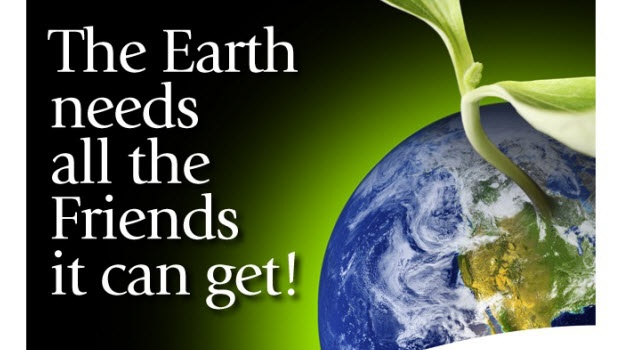 The Earth
needs
all the
Friends
it can get!